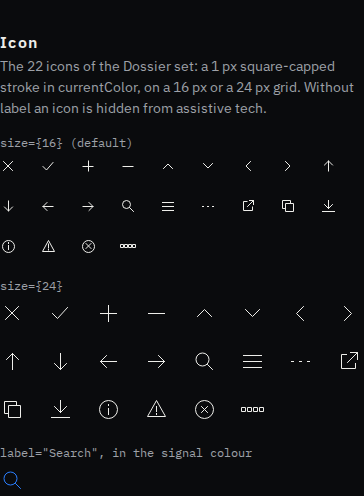 Icon
The 22 icons of the Dossier set: a 1 px square-capped
stroke in currentColor, on a 16 px or a 24 px grid. Without
label an icon is hidden from assistive tech.
size={16} (default)
size={24}
label="Search", in the signal colour